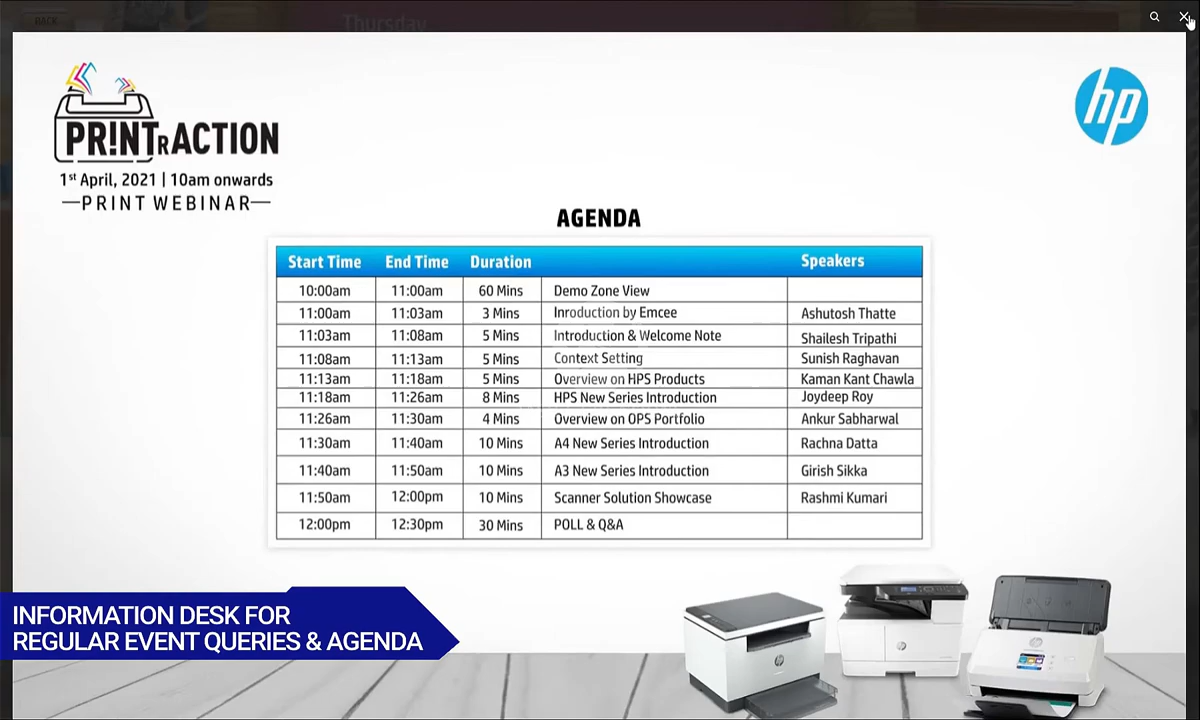 BACK
Thursday
PR!NTRACTION
1st April, 2021 | 10am onwards
—PRINT WEBINAR—
hp
AGENDA
Start Time End Time Duration Speakers
10:00am 11:00am 60 Mins Demo Zone View
11:00am 11:03am 3 Mins Inroduction by Emcee Ashutosh Thatte
11:03am 11:08am 5 Mins Introduction & Welcome Note Shailesh Tripathi
11:08am 11:13am 5 Mins Context Setting Sunish Raghavan
11:13am 11:18am 5 Mins Overview on HPS Products Kaman Kant Chawla
11:18am 11:26am 8 Mins HPS New Series Introduction Joydeep Roy
11:26am 11:30am 4 Mins Overview on OPS Portfolio Ankur Sabharwal
11:30am 11:40am 10 Mins A4 New Series Introduction Rachna Datta
11:40am 11:50am 10 Mins A3 New Series Introduction Girish Sikka
11:50am 12:00pm 10 Mins Scanner Solution Showcase Rashmi Kumari
12:00pm 12:30pm 30 Mins POLL & Q&A
INFORMATION DESK FOR
REGULAR EVENT QUERIES & AGENDA